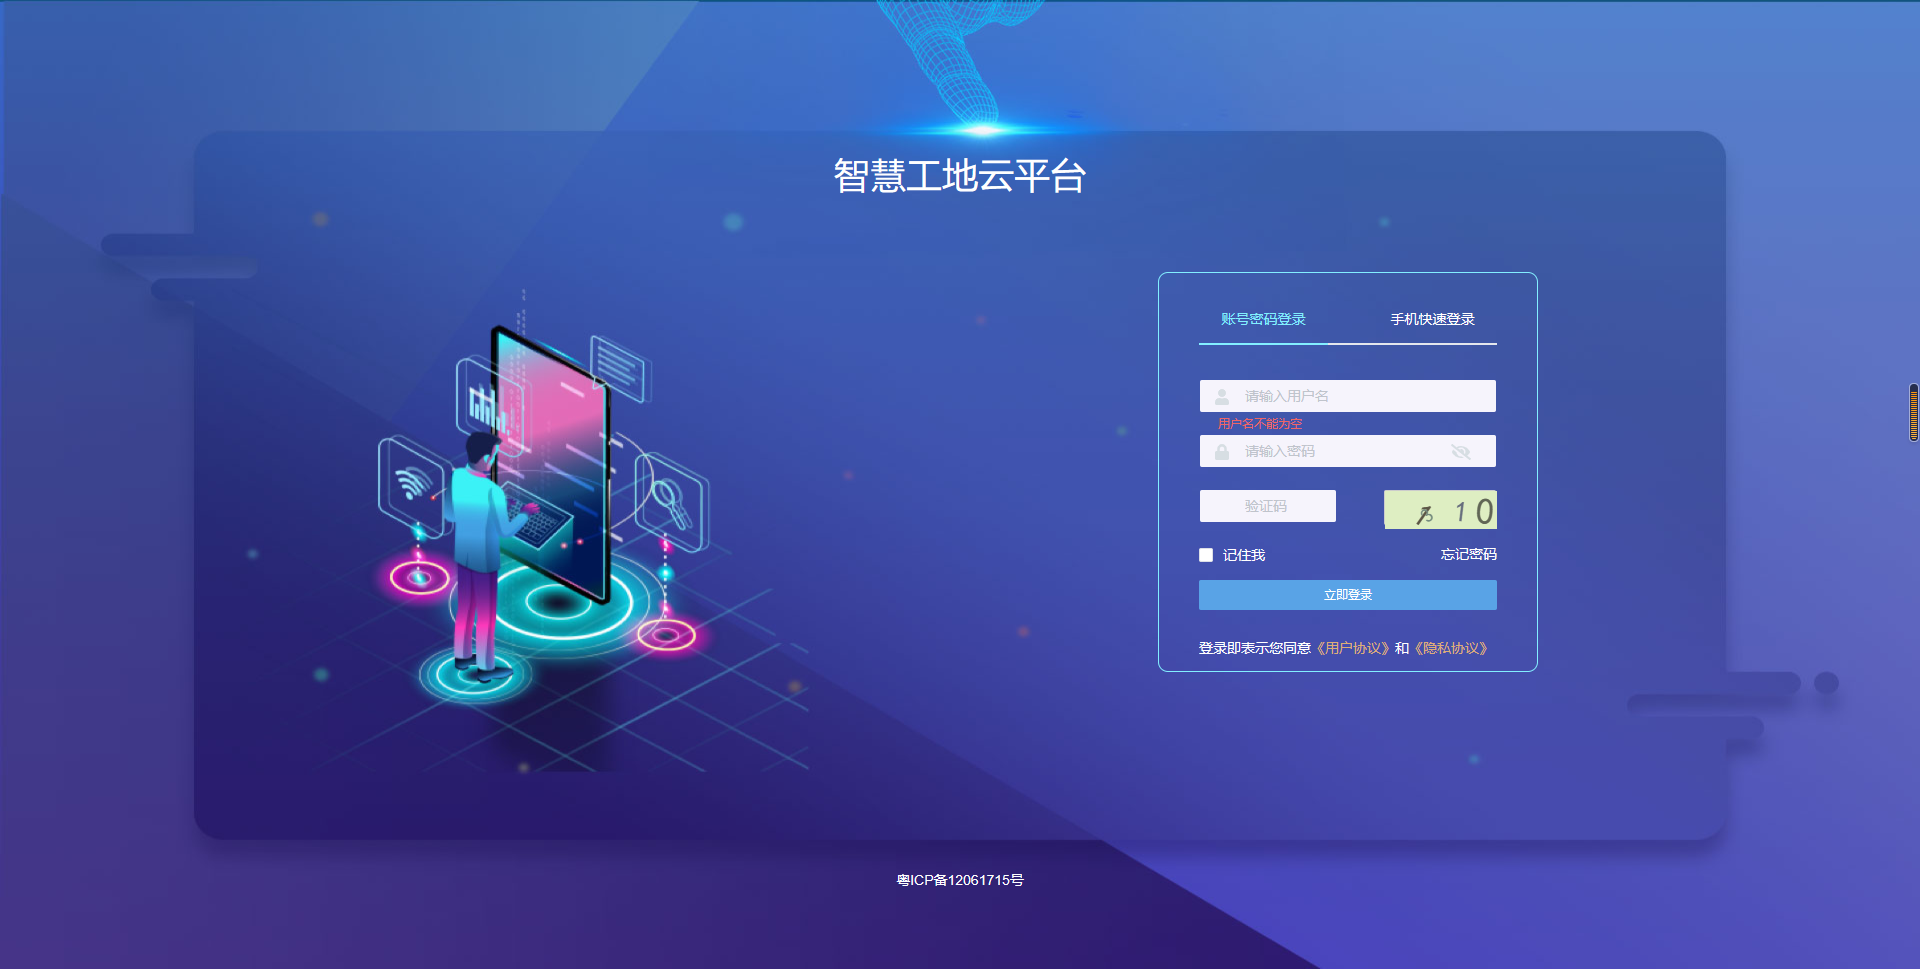 智慧工地云平台
账号密码登录 手机快速登录
请输入用户名
用户名不能为空
请输入密码
验证码
1 0
记住我 忘记密码
立即登录
登录即表示您同意《用户协议》和《隐私协议》
粤ICP备12061715号